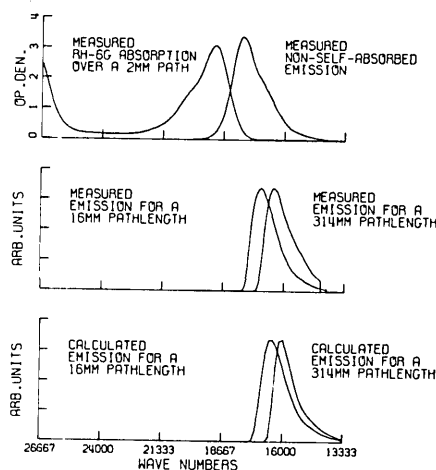 MEASURED
RH-6G ABSORPTION
OVER A 2MM PATH
MEASURED
NON-SELF-ABSORBED
EMISSION
OP.DEN.
4
3
2
1
0
MEASURED
EMISSION FOR A
16MM PATHLENGTH
MEASURED
EMISSION FOR A
314MM PATHLENGTH
ARB.UNITS
CALCULATED
EMISSION FOR A
16MM PATHLENGTH
CALCULATED
EMISSION FOR A
314MM PATHLENGTH
ARB.UNITS
26667 24000 21333 18667 16000 13333
WAVE NUMBERS